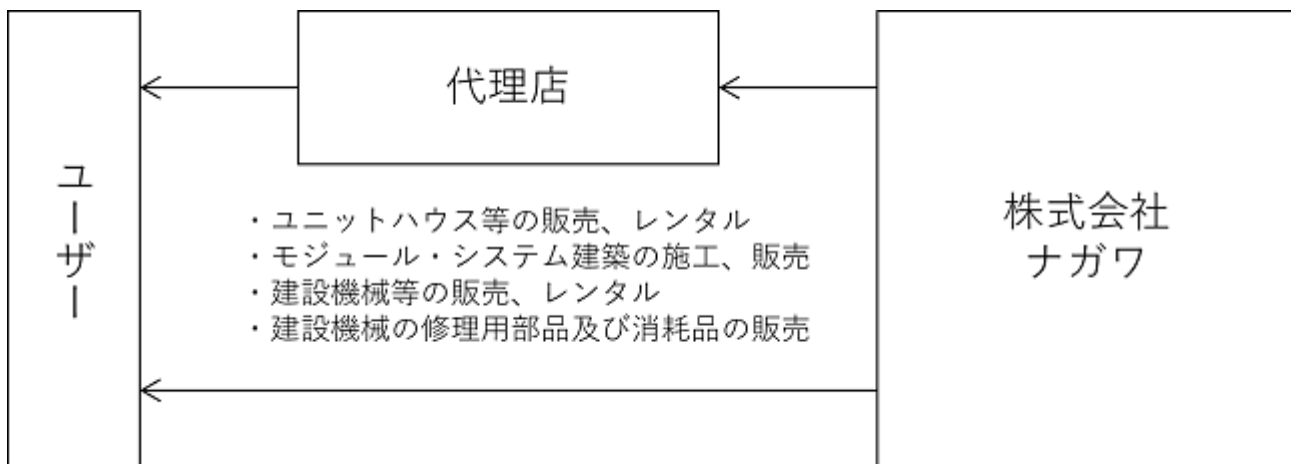 代理店
ユーザー
・ユニットハウス等の販売、レンタル
・モジュール・システム建築の施工、販売
・建設機械等の販売、レンタル
・建設機械の修理用部品及び消耗品の販売
株式会社
ナガワ